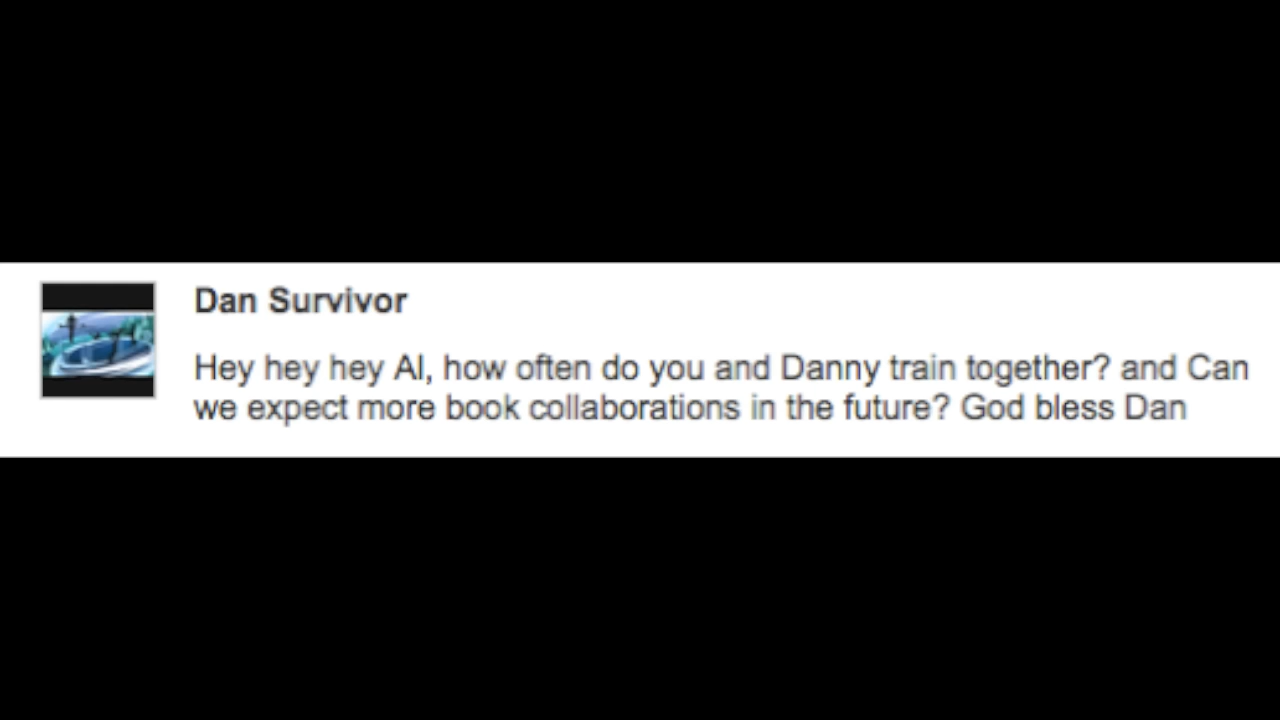 Dan Survivor
Hey hey hey Al, how often do you and Danny train together? and Can
we expect more book collaborations in the future? God bless Dan